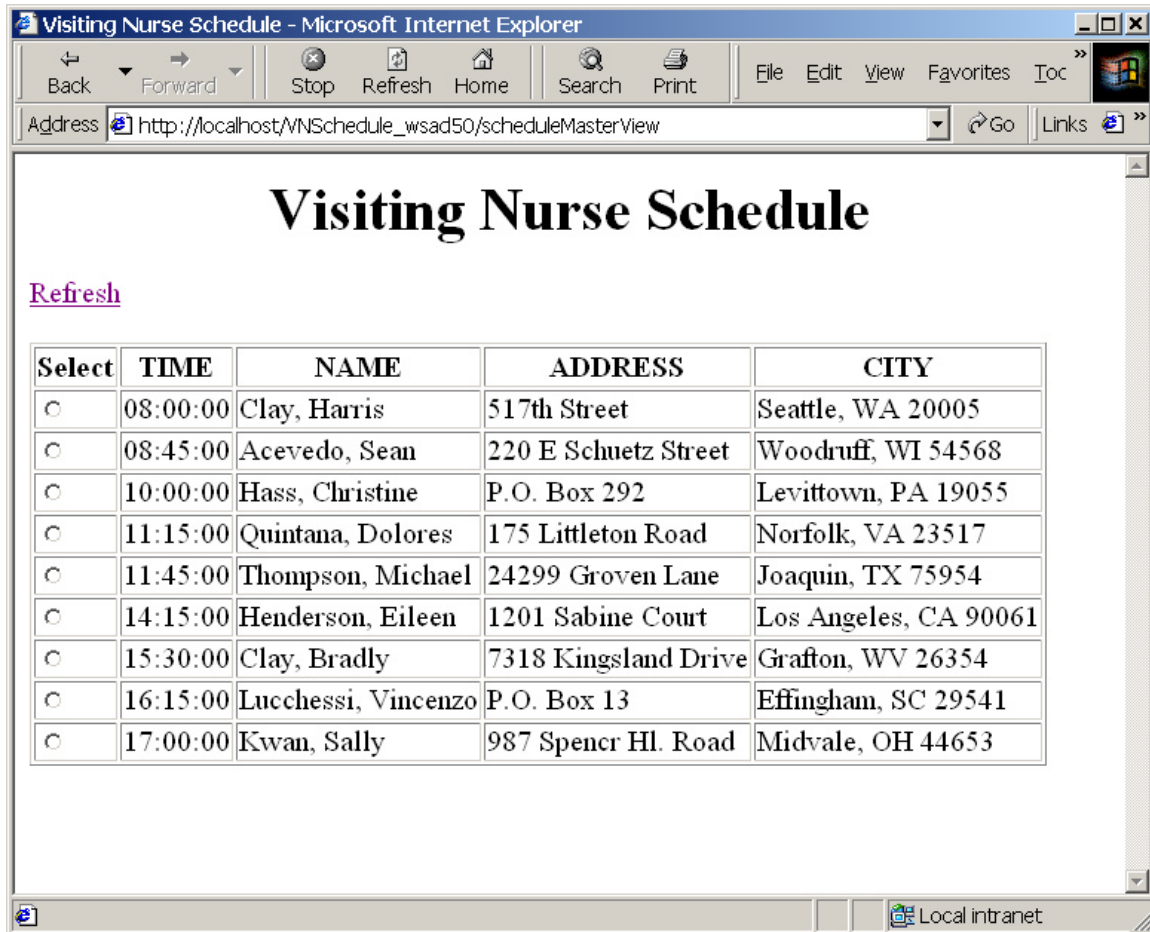 Visiting Nurse Schedule - Microsoft Internet Explorer
Back Forward Stop Refresh Home Search Print File Edit View Favorites Toc »
Address http://localhost/VNSchedule_wsad50/scheduleMasterView Go Links »
Visiting Nurse Schedule
Refresh
Select TIME NAME ADDRESS CITY
08:00:00 Clay, Harris 517th Street Seattle, WA 20005
08:45:00 Acevedo, Sean 220 E Schuetz Street Woodruff, WI 54568
10:00:00 Hass, Christine P.O. Box 292 Levittown, PA 19055
11:15:00 Quintana, Dolores 175 Littleton Road Norfolk, VA 23517
11:45:00 Thompson, Michael 24299 Groven Lane Joaquin, TX 75954
14:15:00 Henderson, Eileen 1201 Sabine Court Los Angeles, CA 90061
15:30:00 Clay, Bradly 7318 Kingsland Drive Grafton, WV 26354
16:15:00 Lucchessi, Vincenzo P.O. Box 13 Effingham, SC 29541
17:00:00 Kwan, Sally 987 Spencr Hl. Road Midvale, OH 44653
Local intranet